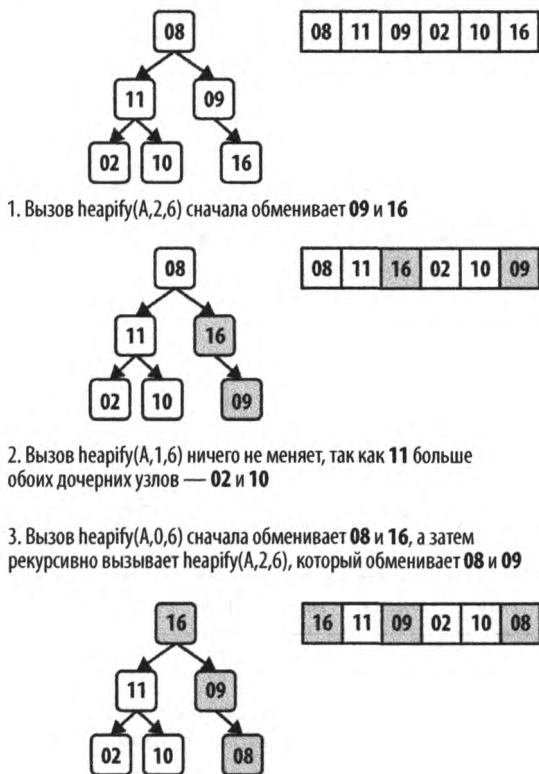 08
08 11 09 02 10 16
11 09
02 10 16
1. Вызов heapify(A,2,6) сначала обменивает 09 и 16
08
08 11 16 02 10 09
11 16
02 10 09
2. Вызов heapify(A,1,6) ничего не меняет, так как 11 больше
обоих дочерних узлов — 02 и 10
3. Вызов heapify(A,0,6) сначала обменивает 08 и 16, а затем
рекурсивно вызывает heapify(A,2,6), который обменивает 08 и 09
16
16 11 09 02 10 08
11 09
02 10 08